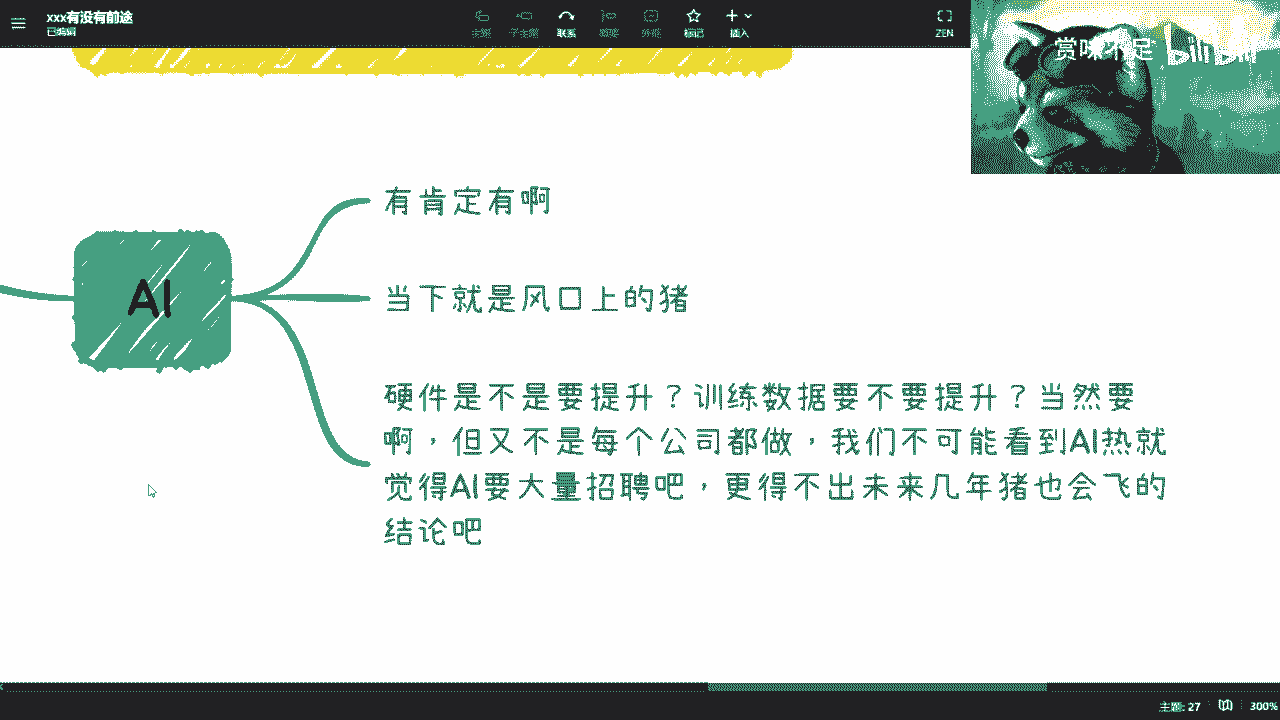 xxx有没有前途
已编辑
主题
子主题
联系
概要
外框
标记
插入
ZEN
赏味不足 bilibili
AI
有肯定有啊
当下就是风口上的猪
硬件是不是要提升？训练数据要不要提升？当然要
啊，但又不是每个公司都做，我们不可能看到AI热就
觉得AI要大量招聘吧，更得不出未来几年猪也会飞的
结论吧
主题: 27
300%